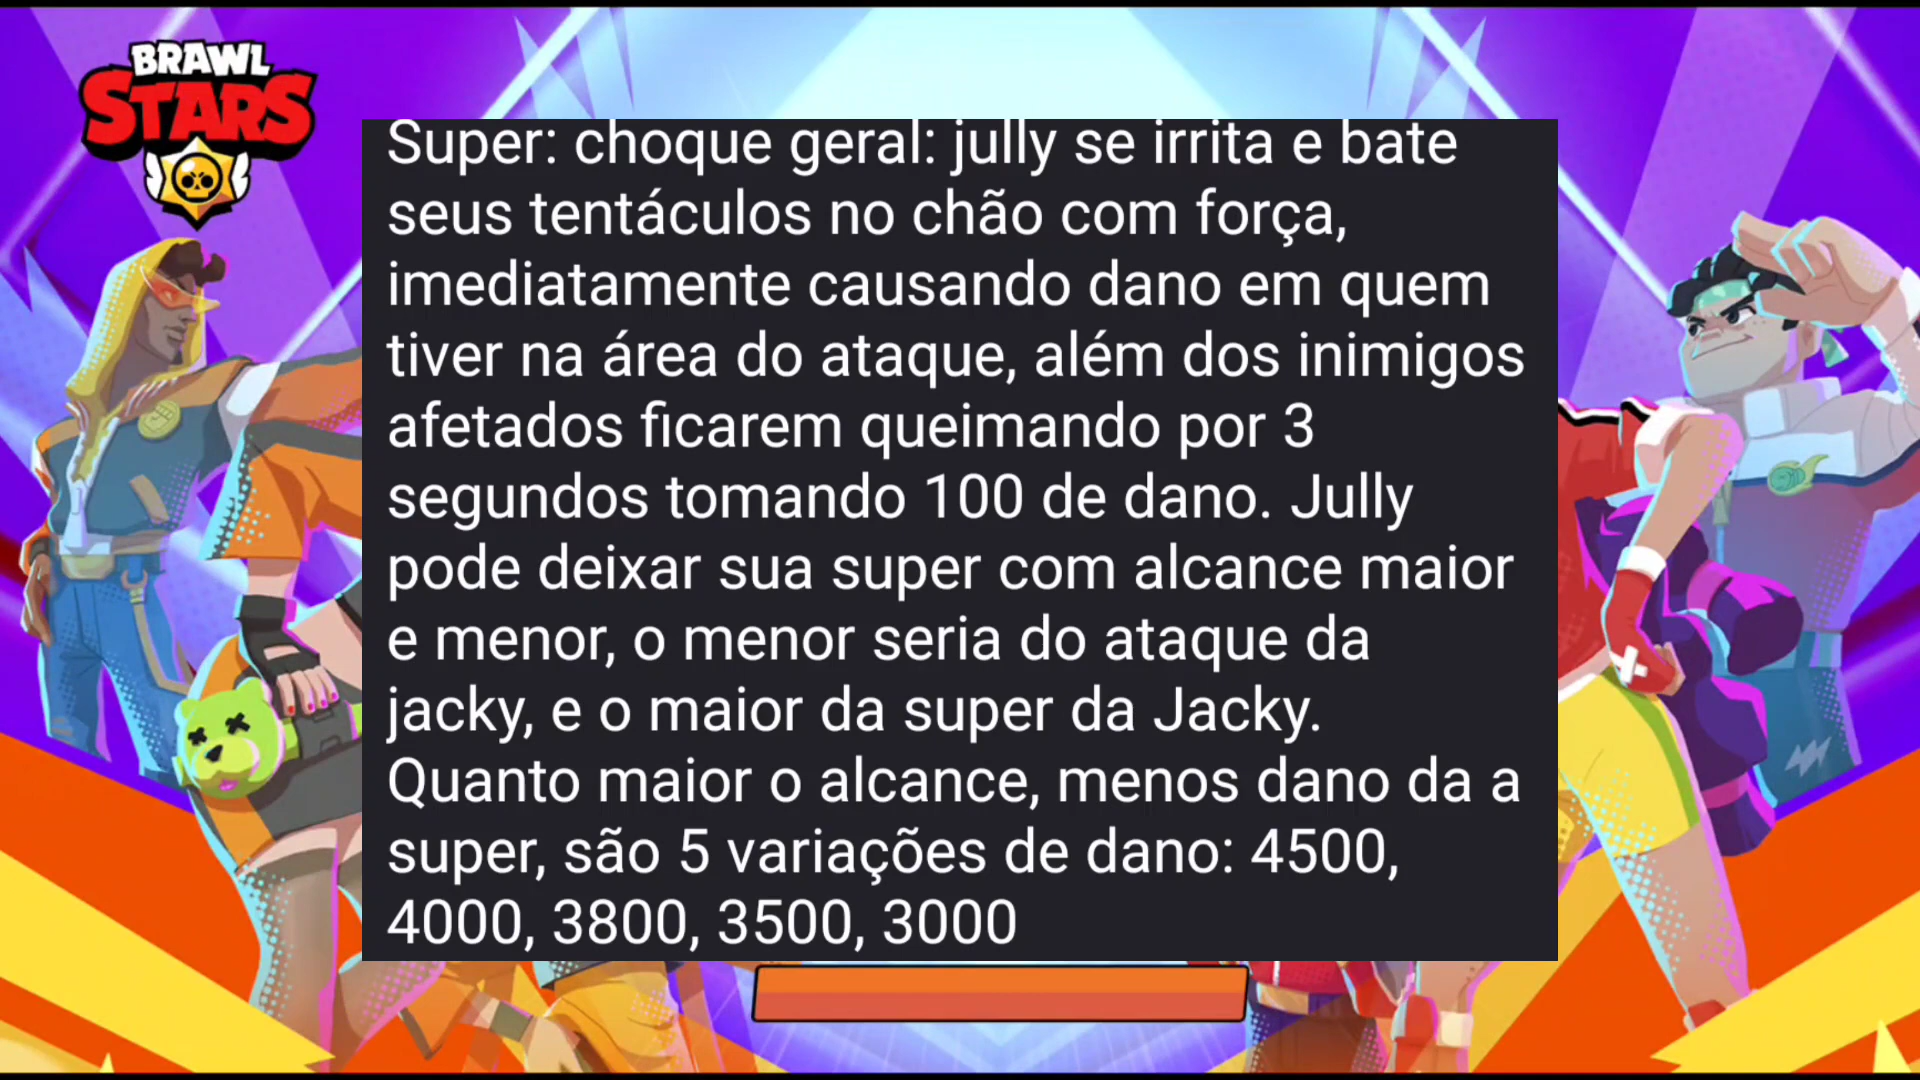 BRAWL
STARS
Super: choque geral: jully se irrita e bate
seus tentáculos no chão com força,
imediatamente causando dano em quem
tiver na área do ataque, além dos inimigos
afetados ficarem queimando por 3
segundos tomando 100 de dano. Jully
pode deixar sua super com alcance maior
e menor, o menor seria do ataque da
jacky, e o maior da super da Jacky.
Quanto maior o alcance, menos dano da a
super, são 5 variações de dano: 4500,
4000, 3800, 3500, 3000